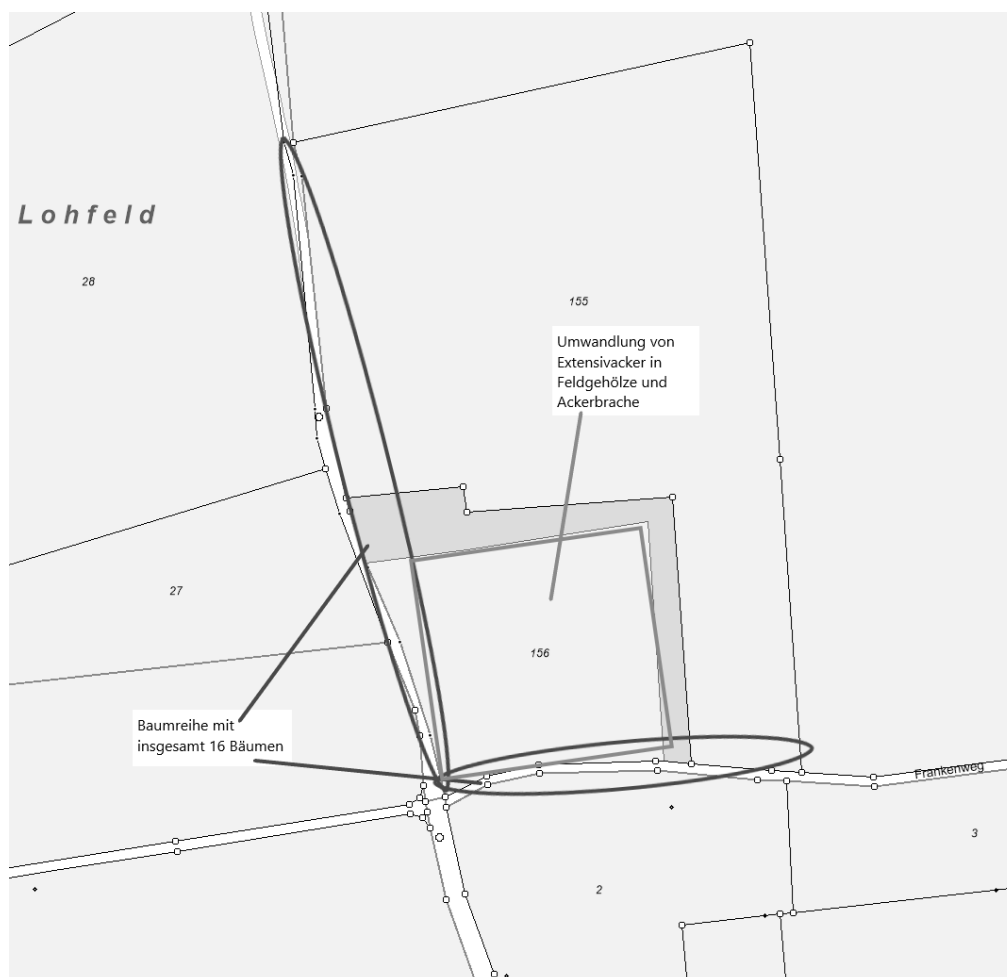 Lohfeld
28
155
Umwandlung von
Extensivacker in
Feldgehölze und
Ackerbrache
27
156
Baumreihe mit
insgesamt 16 Bäumen
Frankenweg
3
2